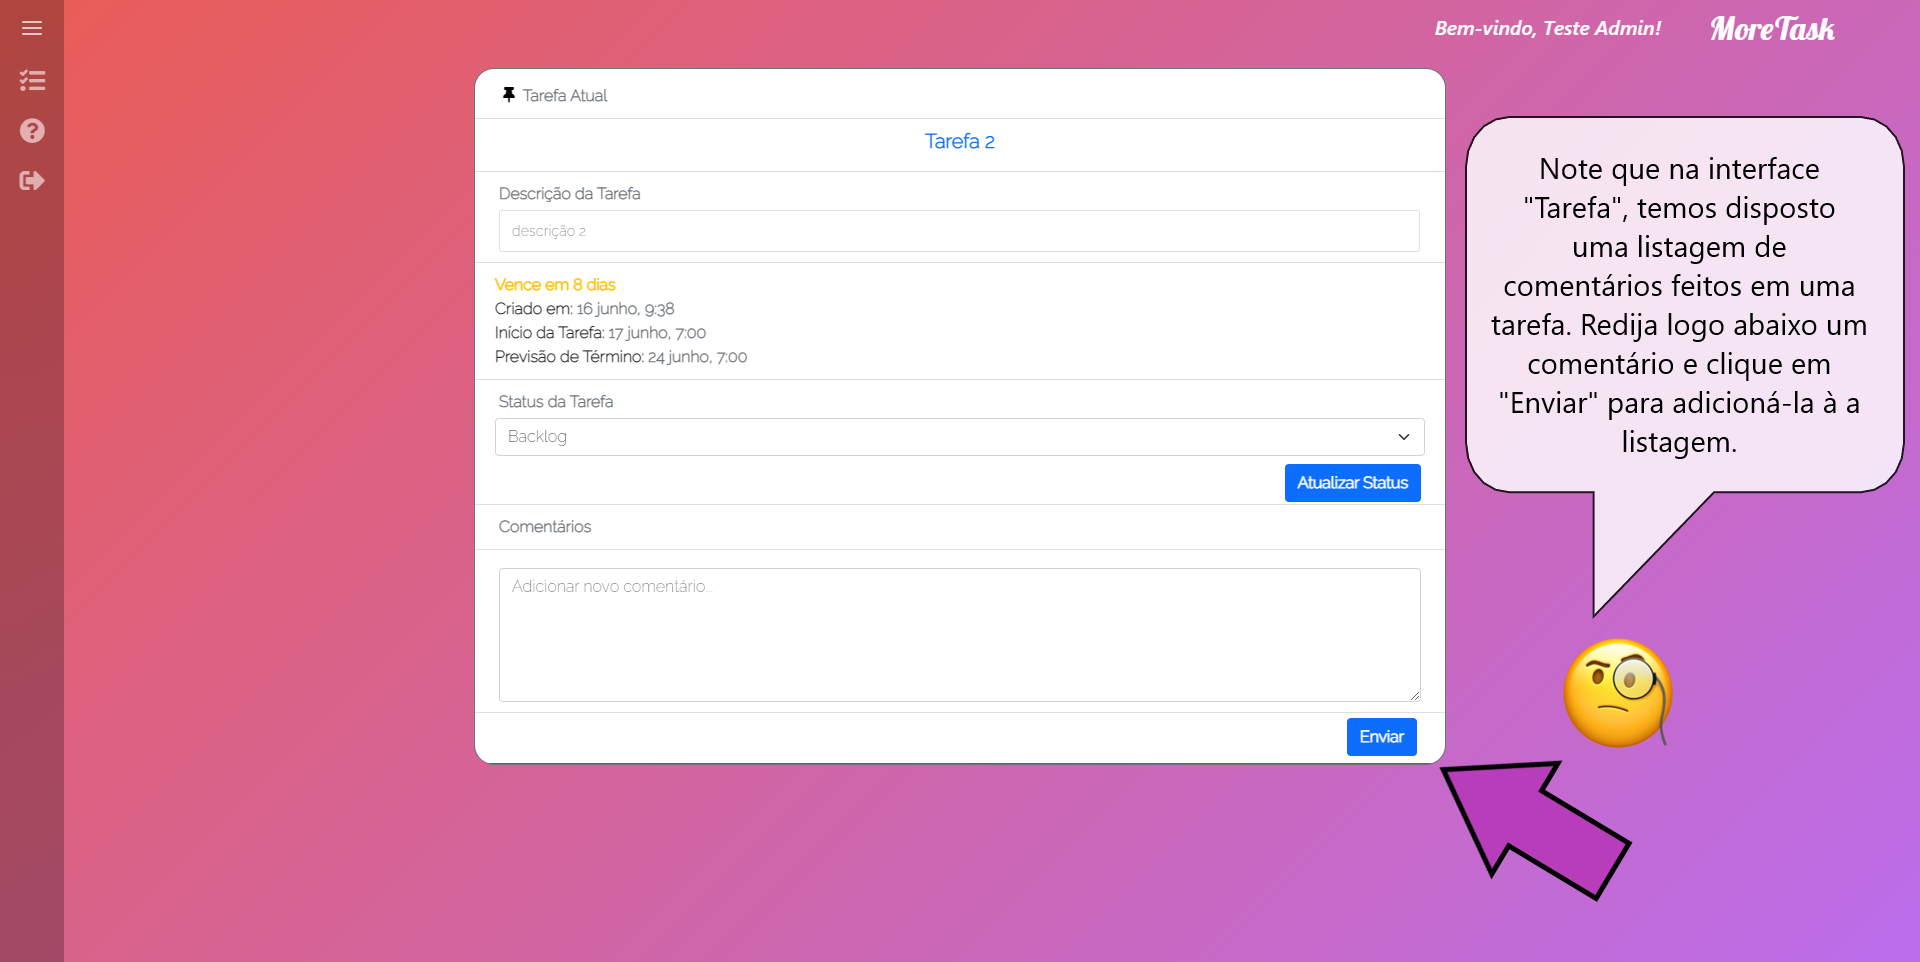 Bem-vindo, Teste Admin!
MoreTask
Tarefa Atual
Tarefa 2
Descrição da Tarefa
descrição 2
Vence em 8 dias
Criado em: 16 junho, 9:38
Início da Tarefa: 17 junho, 7:00
Previsão de Término: 24 junho, 7:00
Status da Tarefa
Backlog
Atualizar Status
Comentários
Adicionar novo comentário...
Enviar
Note que na interface
"Tarefa", temos disposto
uma listagem de
comentários feitos em uma
tarefa. Redija logo abaixo um
comentário e clique em
"Enviar" para adicioná-la à a
listagem.